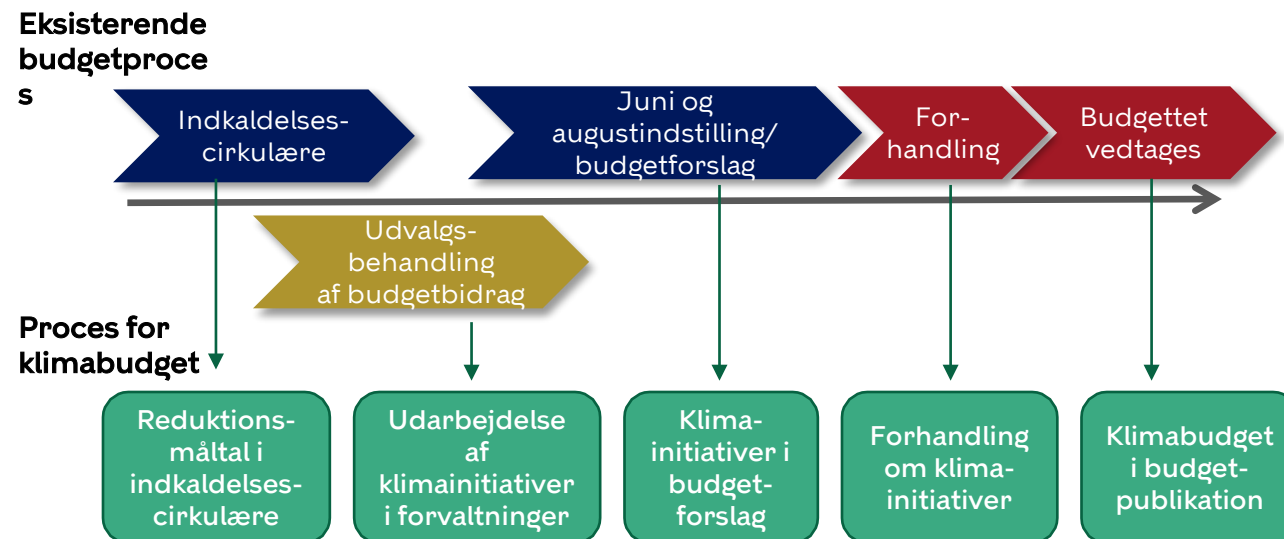 Eksisterende
budgetproce
s
Indkaldelses-
cirkulære
Juni og
augustindstilling/
budgetforslag
For-
handling
Budgettet
vedtages
Udvalgs-
behandling
af budgetbidrag
Proces for
klimabudget
Reduktions-
måltal i
indkaldelses-
cirkulære
Udarbejdelse
af
klimainitiativer
i forvaltninger
Klima-
initiativer i
budget-
forslag
Forhandling
om klima-
initiativer
Klimabudget
i budget-
publikation